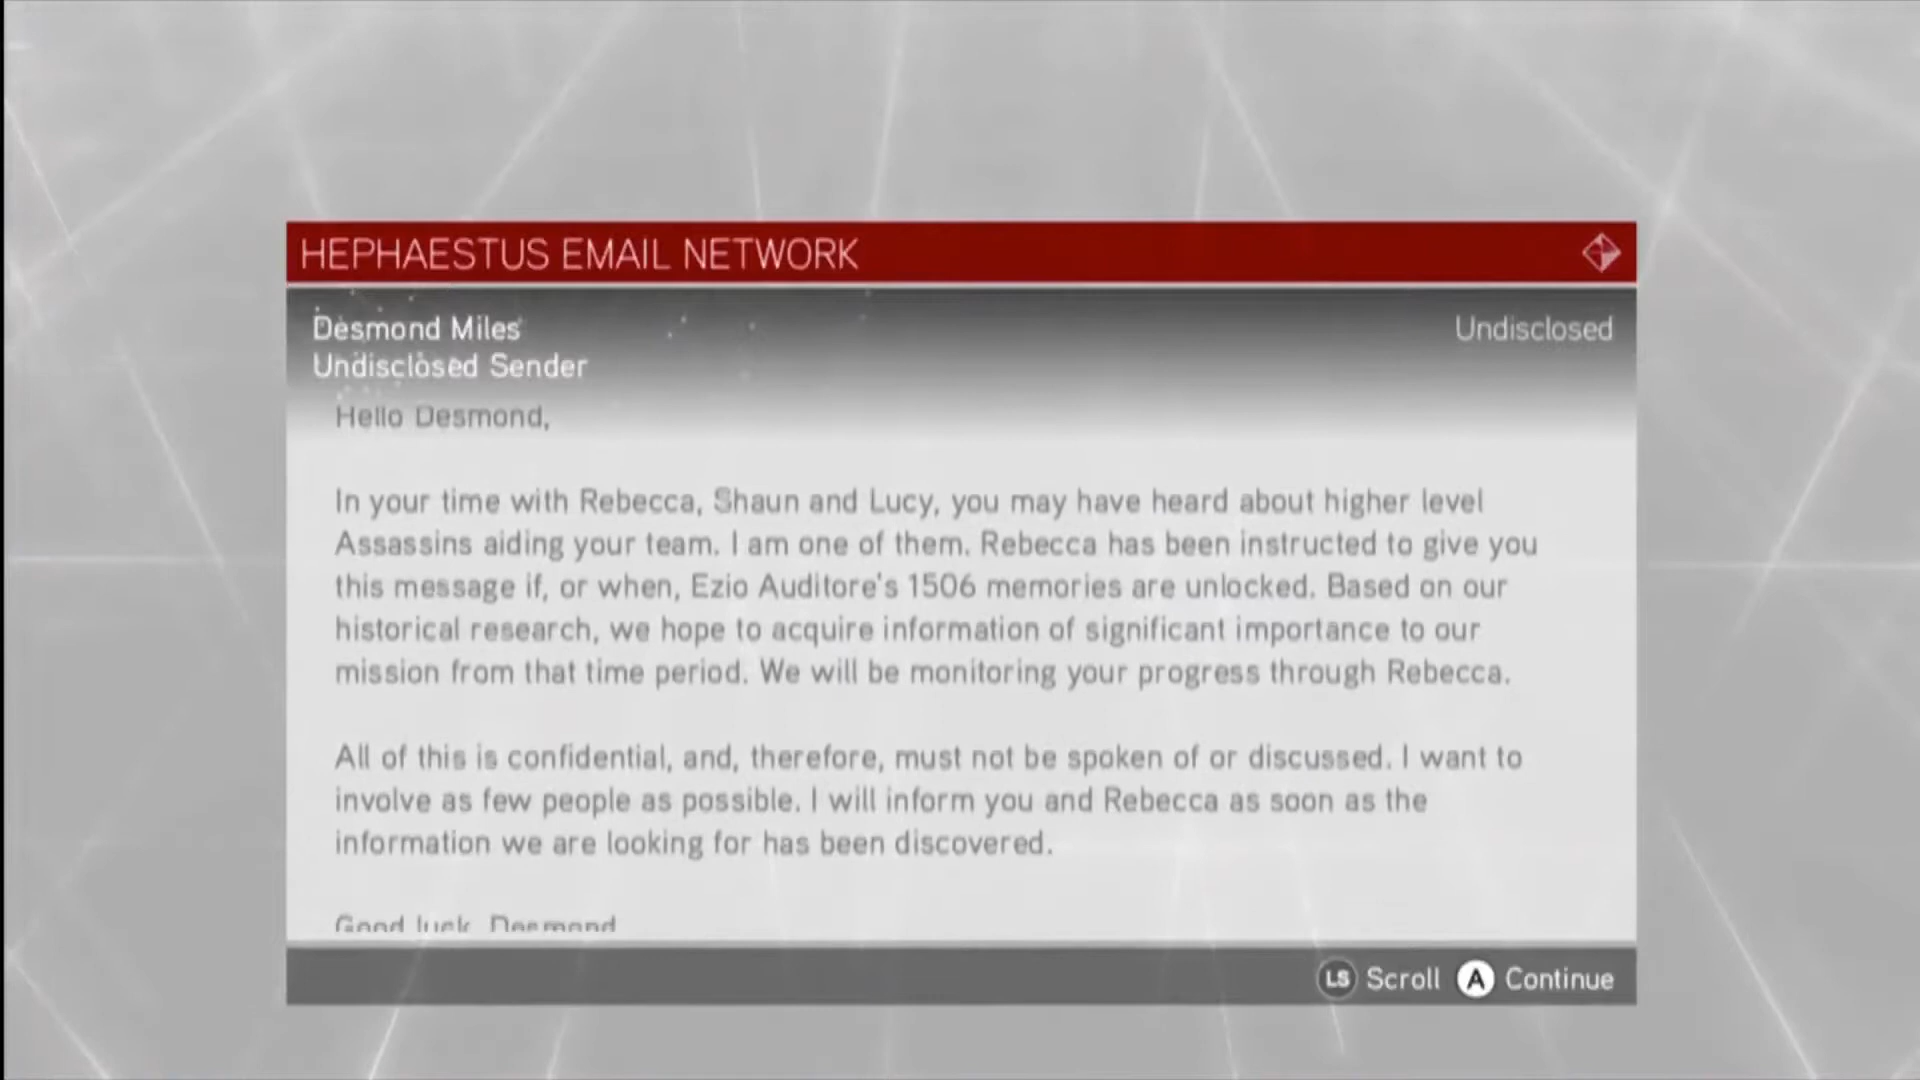 HEPHAESTUS EMAIL NETWORK
Desmond Miles
Undisclosed
Undisclosed Sender
Hello Desmond,
In your time with Rebecca, Shaun and Lucy, you may have heard about higher level
Assassins aiding your team. I am one of them. Rebecca has been instructed to give you
this message if, or when, Ezio Auditore's 1506 memories are unlocked. Based on our
historical research, we hope to acquire information of significant importance to our
mission from that time period. We will be monitoring your progress through Rebecca.
All of this is confidential, and, therefore, must not be spoken of or discussed. I want to
involve as few people as possible. I will inform you and Rebecca as soon as the
information we are looking for has been discovered.
Good luck, Desmond
LS Scroll A Continue